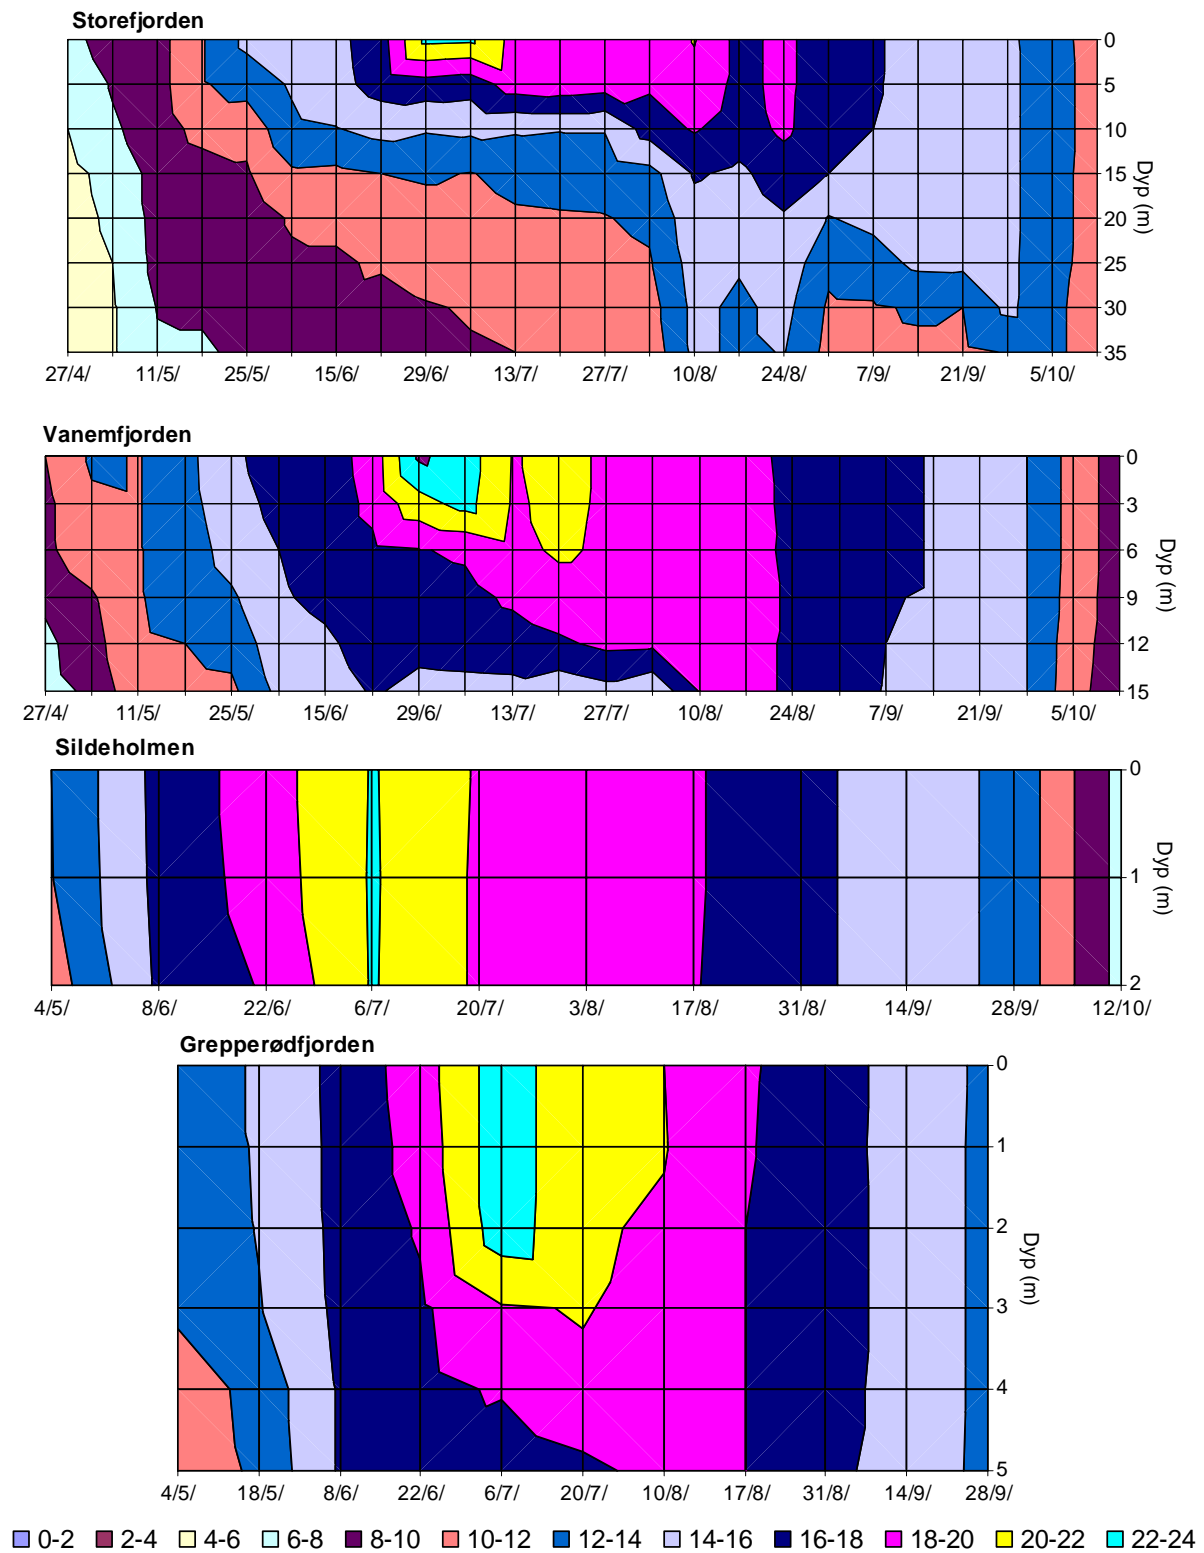 Storefjorden
0
5
10
15
20
25
30
35
Dyp (m)
27/4/ 11/5/ 25/5/ 15/6/ 29/6/ 13/7/ 27/7/ 10/8/ 24/8/ 7/9/ 21/9/ 5/10/
Vanemfjorden
0
3
6
9
12
15
Dyp (m)
27/4/ 11/5/ 25/5/ 15/6/ 29/6/ 13/7/ 27/7/ 10/8/ 24/8/ 7/9/ 21/9/ 5/10/
Sildeholmen
0
1
2
Dyp (m)
4/5/ 8/6/ 22/6/ 6/7/ 20/7/ 3/8/ 17/8/ 31/8/ 14/9/ 28/9/ 12/10/
Grepperødfjorden
0
1
2
3
4
5
Dyp (m)
4/5/ 18/5/ 8/6/ 22/6/ 6/7/ 20/7/ 10/8/ 17/8/ 31/8/ 14/9/ 28/9/
0-2 2-4 4-6 6-8 8-10 10-12 12-14 14-16 16-18 18-20 20-22 22-24